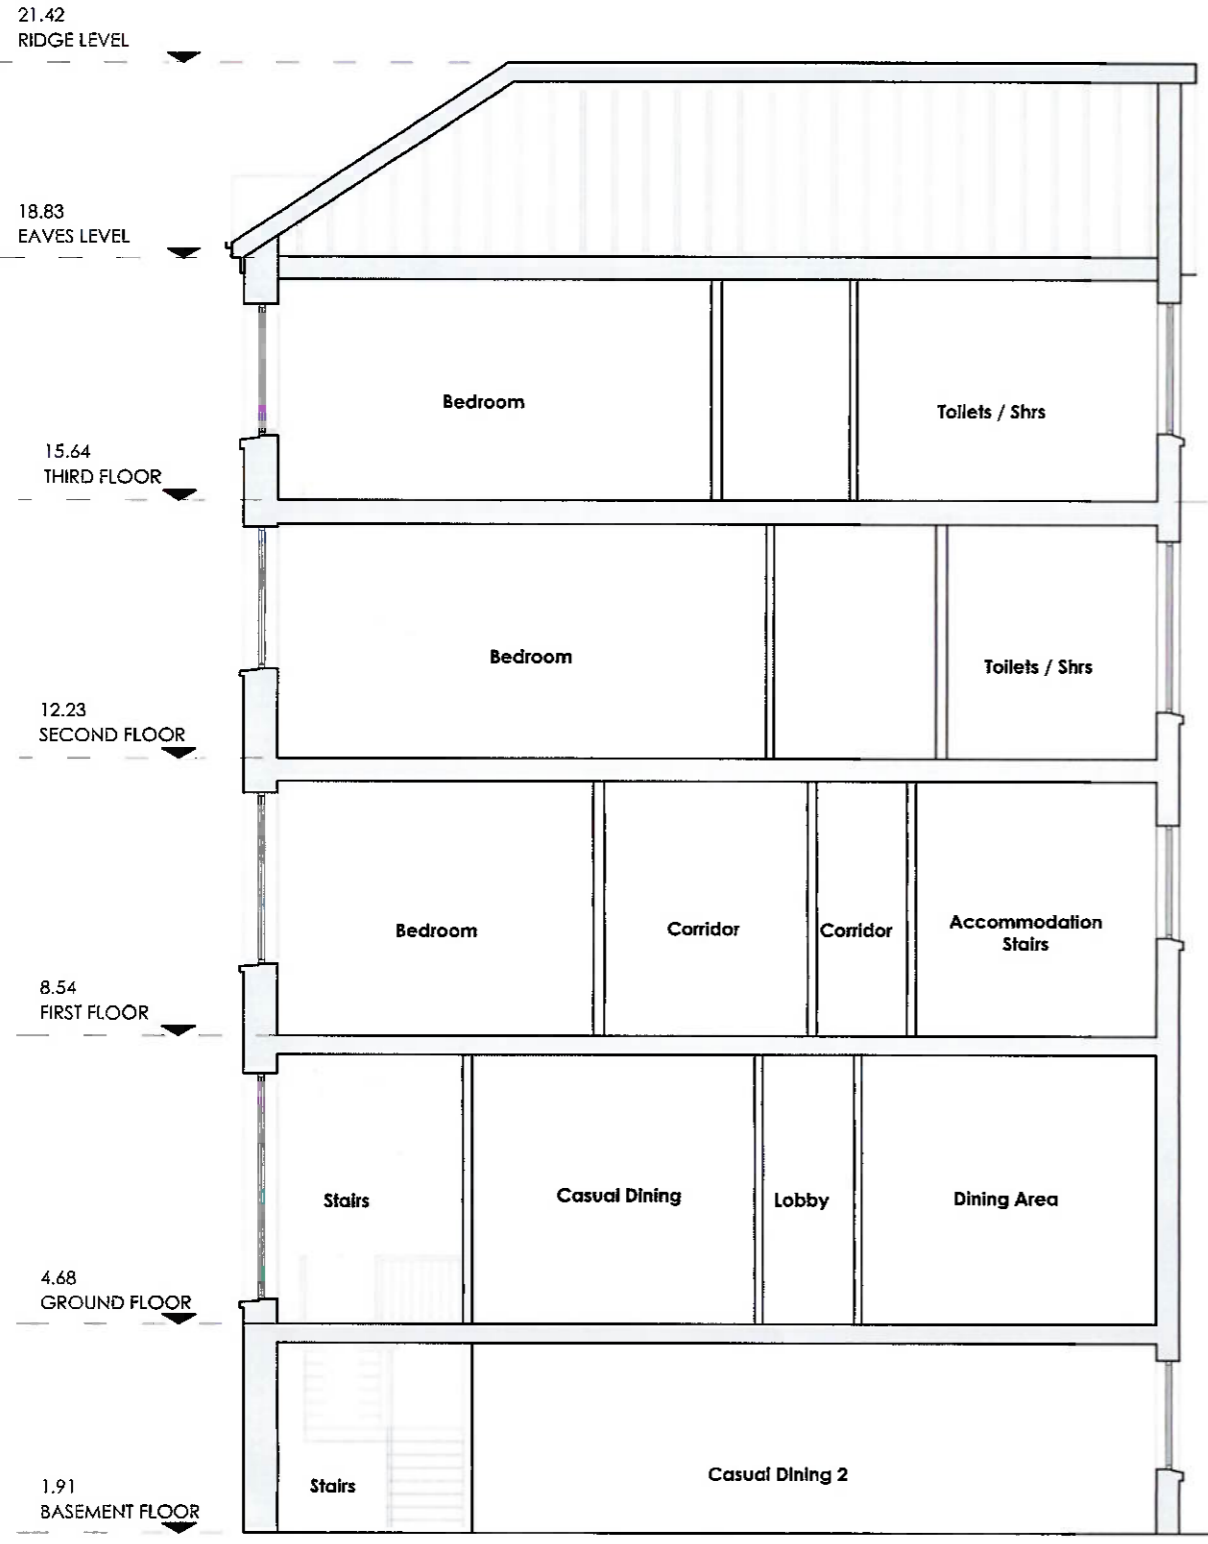 21.42
RIDGE LEVEL
18.83
EAVES LEVEL
Bedroom
Toilets / Shrs
15.64
THIRD FLOOR
Bedroom
Toilets / Shrs
12.23
SECOND FLOOR
Bedroom
Corridor
Corridor
Accommodation
Stairs
8.54
FIRST FLOOR
Stairs
Casual Dining
Lobby
Dining Area
4.68
GROUND FLOOR
Stairs
Casual Dining 2
1.91
BASEMENT FLOOR